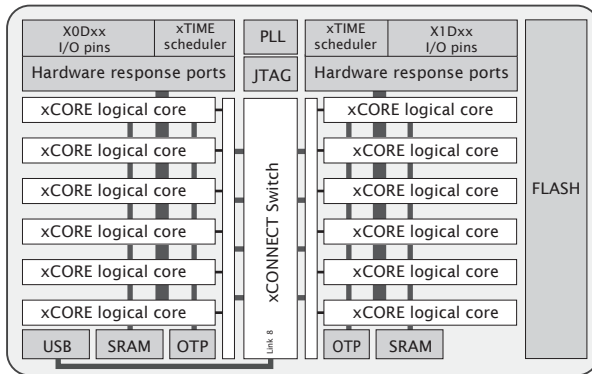 X0Dxx
I/O pins
xTIME
scheduler
PLL
xTIME
scheduler
X1Dxx
I/O pins
Hardware response ports
JTAG
Hardware response ports
xCORE logical core
xCORE logical core
xCORE logical core
xCORE logical core
xCORE logical core
xCORE logical core
xCONNECT Switch
Link 8
xCORE logical core
xCORE logical core
xCORE logical core
xCORE logical core
xCORE logical core
xCORE logical core
FLASH
USB
SRAM
OTP
OTP
SRAM